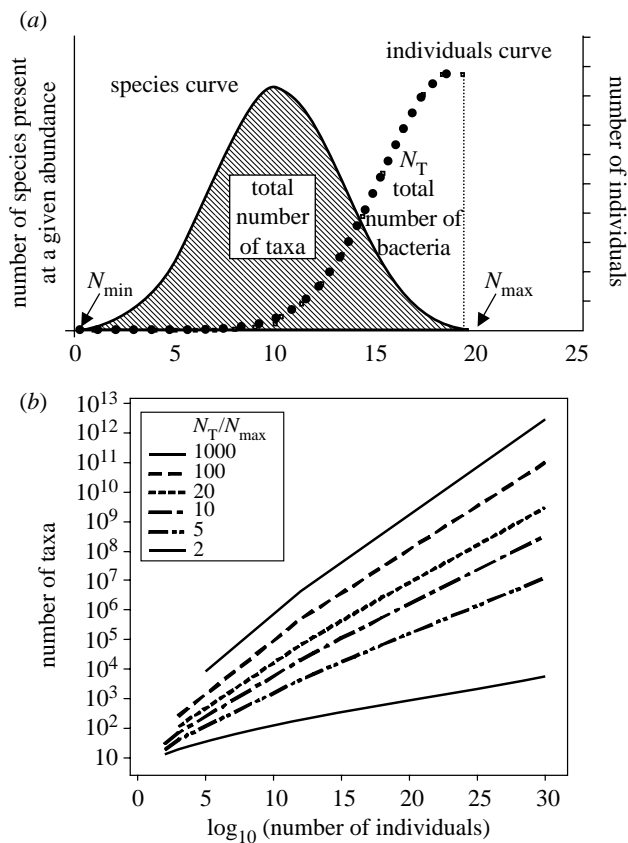 (a)
species curve
individuals curve
number of species present
at a given abundance
number of individuals
total
number
of taxa
N_T
total
number of
bacteria
N_min
N_max
0 5 10 15 20 25
(b)
10^13
10^12
10^11
10^10
10^9
10^8
10^7
10^6
10^5
10^4
10^3
10^2
10
number of taxa
N_T/N_max
1000
100
20
10
5
2
0 5 10 15 20 25 30
log_10 (number of individuals)